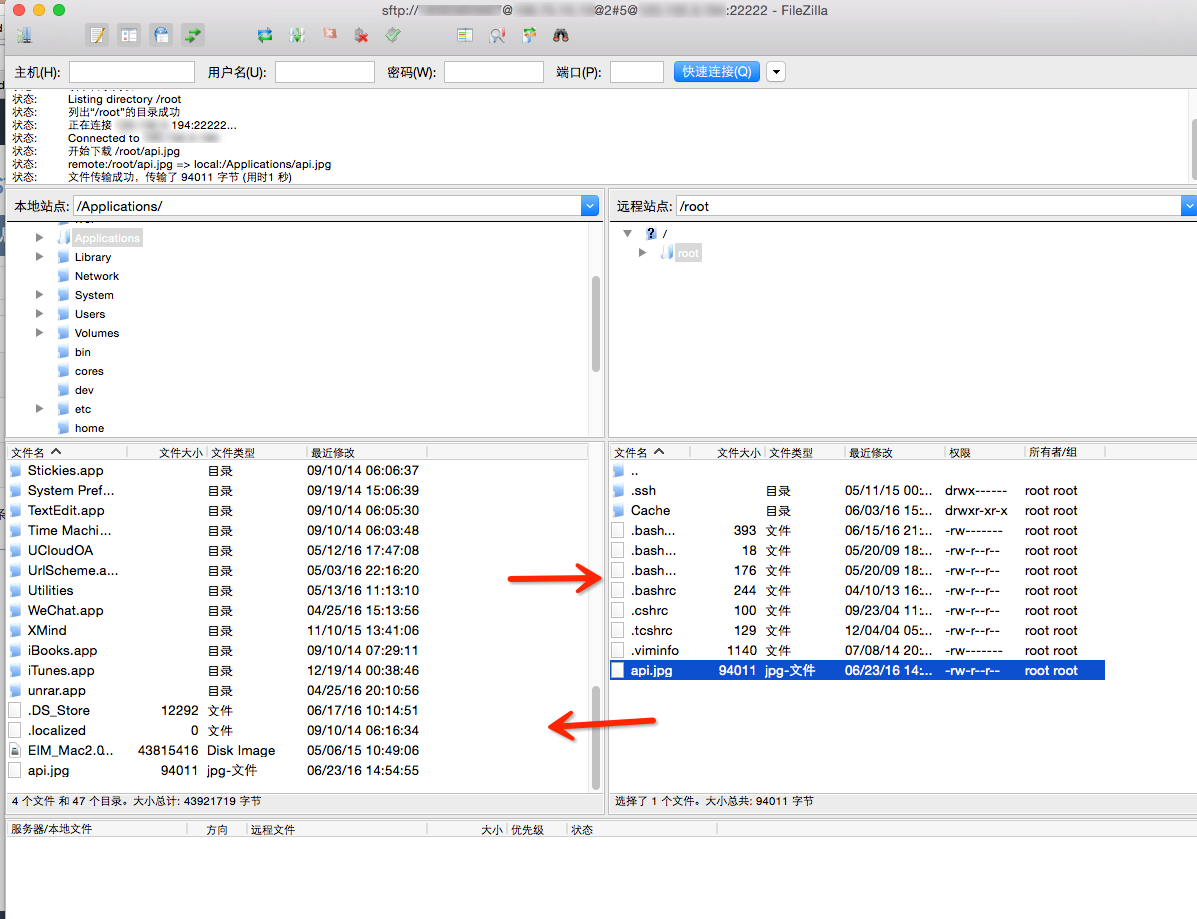 sftp:// @ @2#5@ :22222 - FileZilla
主机(H): 用户名(U): 密码(W): 端口(P): 快速连接(Q)
状态: Listing directory /root
状态: 列出“/root”的目录成功
状态: 正在连接 194:22222...
状态: Connected to
状态: 开始下载 /root/api.jpg
状态: remote:/root/api.jpg => local:/Applications/api.jpg
状态: 文件传输成功，传输了 94011 字节 (用时1 秒)
本地站点: /Applications/
Applications
Library
Network
System
Users
Volumes
bin
cores
dev
etc
home
远程站点: /root
? /
root
文件名 文件大小 文件类型 最近修改
Stickies.app 目录 09/10/14 06:06:37
System Pref... 目录 09/19/14 15:06:39
TextEdit.app 目录 09/10/14 06:05:30
Time Machi... 目录 09/10/14 06:03:48
UCloudOA 目录 05/12/16 17:47:08
UrlScheme.a... 目录 05/03/16 22:16:20
Utilities 目录 05/13/16 11:13:10
WeChat.app 目录 04/25/16 15:13:56
XMind 目录 11/10/15 13:41:06
iBooks.app 目录 09/10/14 07:29:11
iTunes.app 目录 12/19/14 00:38:46
unrar.app 目录 04/25/16 20:10:56
.DS_Store 12292 文件 06/17/16 10:14:51
.localized 0 文件 09/10/14 06:16:34
EIM_Mac2.0... 43815416 Disk Image 05/06/15 10:49:06
api.jpg 94011 jpg-文件 06/23/16 14:54:55
4 个文件 和 47 个目录。大小总计: 43921719 字节
文件名 文件大小 文件类型 最近修改 权限 所有者/组
..
.ssh 目录 05/11/15 00:... drwx------ root root
Cache 目录 06/03/16 15:... drwxr-xr-x root root
.bash... 393 文件 06/15/16 21:... -rw------- root root
.bash... 18 文件 05/20/09 18:... -rw-r--r-- root root
.bash... 176 文件 05/20/09 18:... -rw-r--r-- root root
.bashrc 244 文件 04/10/13 16:... -rw-r--r-- root root
.cshrc 100 文件 09/23/04 11:... -rw-r--r-- root root
.tcshrc 129 文件 12/04/04 05:... -rw-r--r-- root root
.viminfo 1140 文件 07/08/14 20:... -rw------- root root
api.jpg 94011 jpg-文件 06/23/16 14:... -rw-r--r-- root root
选择了 1 个文件。大小总共: 94011 字节
服务器/本地文件 方向 远程文件 大小 优先级 状态